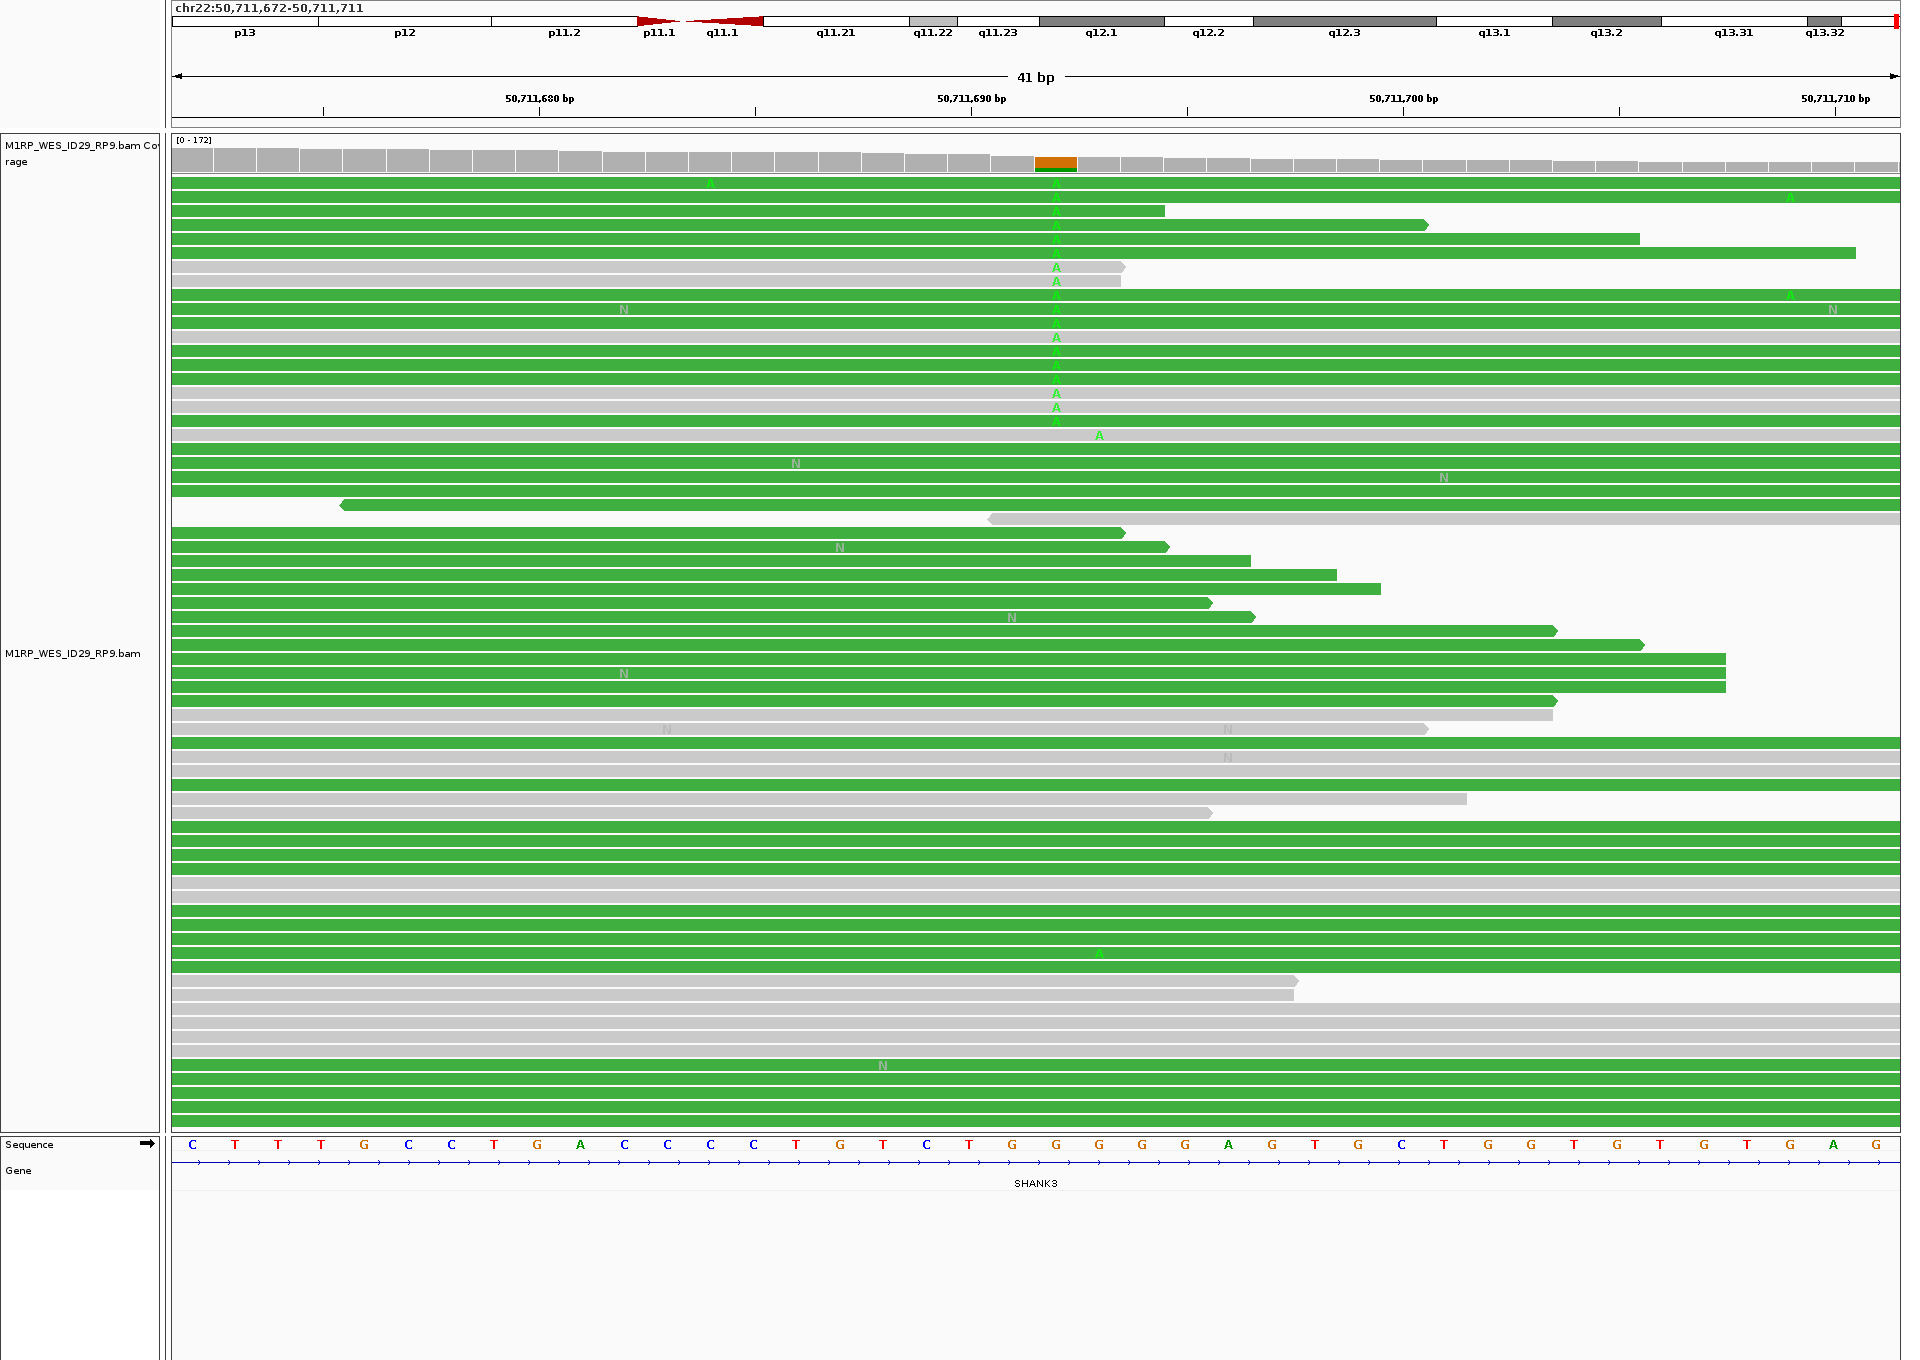 chr22:50,711,672-50,711,711
p13 p12 p11.2 p11.1 q11.1 q11.21 q11.22 q11.23 q12.1 q12.2 q12.3 q13.1 q13.2 q13.31 q13.32
41 bp
50,711,680 bp 50,711,690 bp 50,711,700 bp 50,711,710 bp
M1RP_WES_ID29_RP9.bam Co
rage
[0 - 172]
A A
A A
A
A
A
A
A
A
A A
N A N
A
A
A
A
A
A
A
A
A
N
N
N
N
M1RP_WES_ID29_RP9.bam
N
N N
N
A
N
Sequence C T T T G C C T G A C C C C T G T C T G G G G G A G T G C T G G T G T G T G A G
Gene
SHANK3